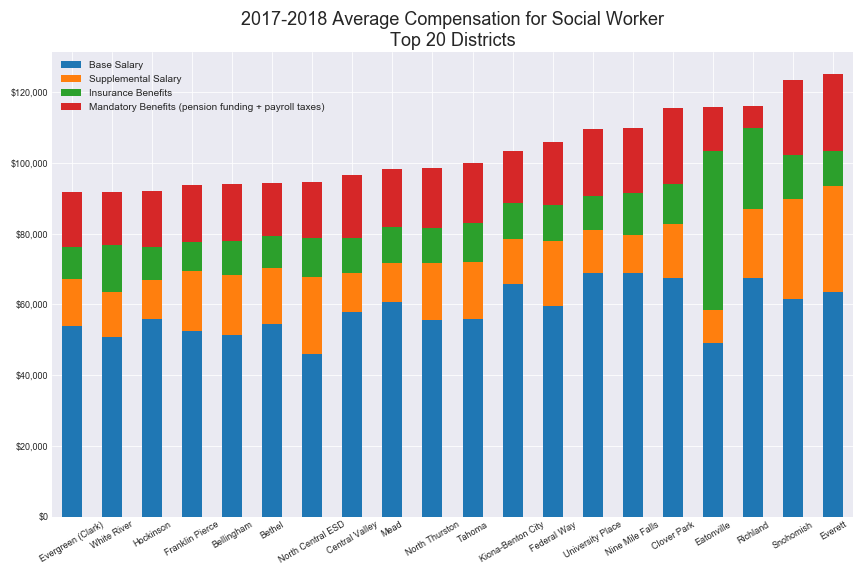 2017-2018 Average Compensation for Social Worker
Top 20 Districts
Base Salary
Supplemental Salary
Insurance Benefits
Mandatory Benefits (pension funding + payroll taxes)
$120,000
$100,000
$80,000
$60,000
$40,000
$20,000
$0
Evergreen (Clark)
White River
Hockinson
Franklin Pierce
Bellingham
Bethel
North Central ESD
Central Valley
Mead
North Thurston
Tahoma
Kiona-Benton City
Federal Way
University Place
Nine Mile Falls
Clover Park
Eatonville
Richland
Snohomish
Everett